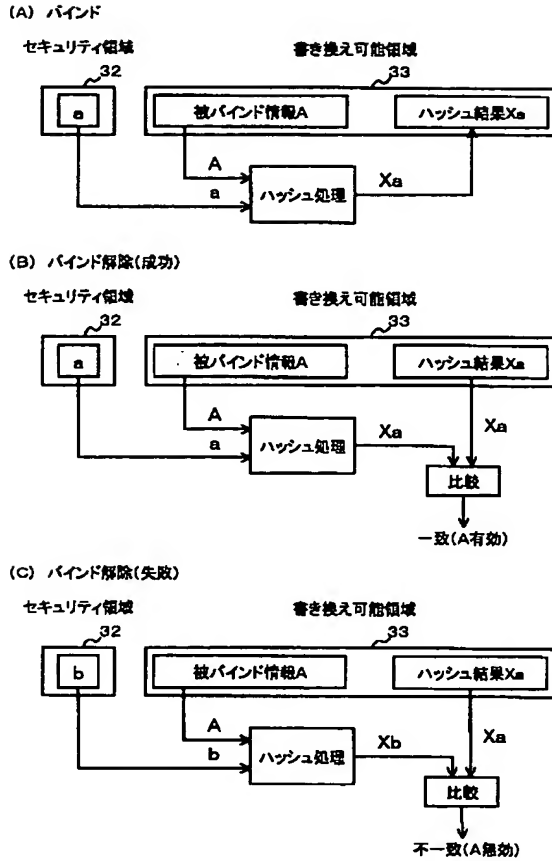 (A) バインド
セキュリティ領域
書き換え可能領域
32
33
a
被バインド情報A
ハッシュ結果Xa
A
a
ハッシュ処理
Xa
(B) バインド解除(成功)
セキュリティ領域
書き換え可能領域
32
33
a
被バインド情報A
ハッシュ結果Xa
A
a
ハッシュ処理
Xa
Xa
比較
一致(A有効)
(C) バインド解除(失敗)
セキュリティ領域
書き換え可能領域
32
33
b
被バインド情報A
ハッシュ結果Xa
A
b
ハッシュ処理
Xb
Xa
比較
不一致(A無効)